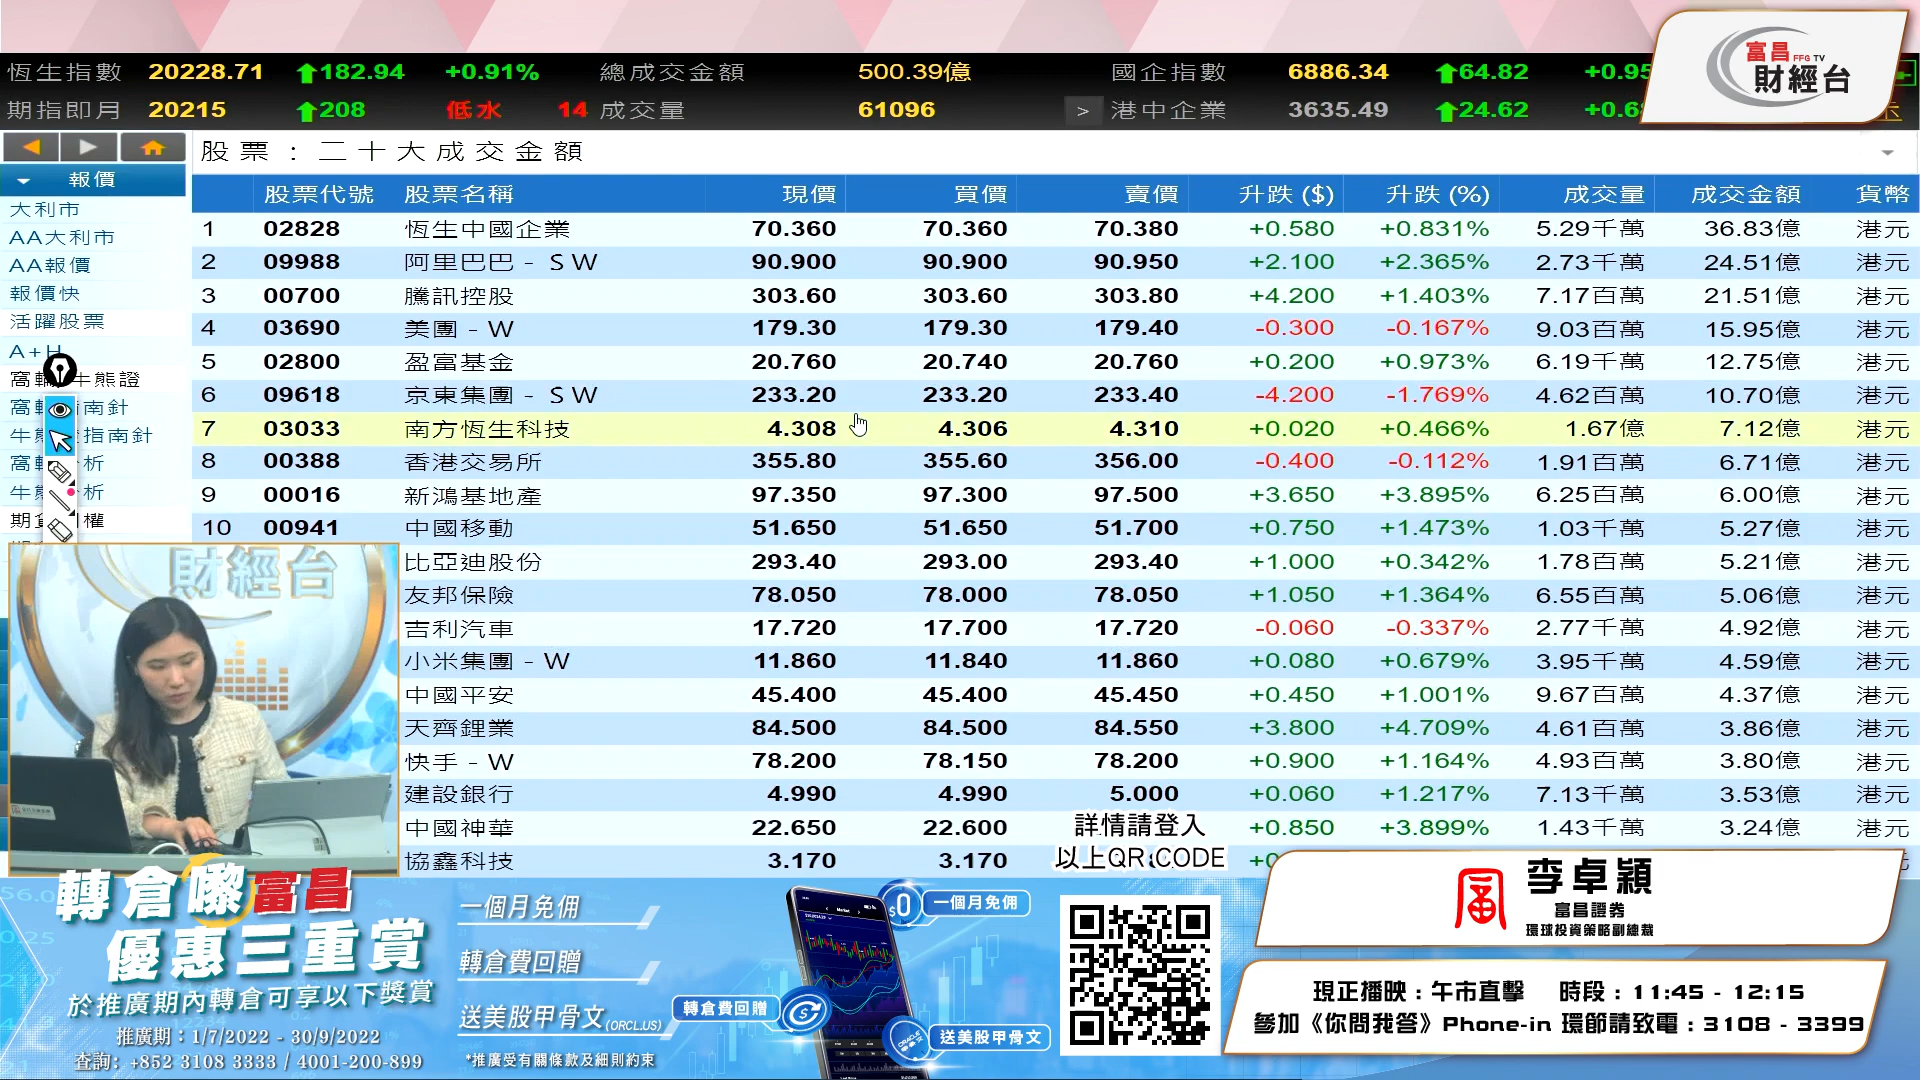 恆生指數 20228.71 182.94 +0.91% 總成交金額 500.39億 國企指數 6886.34 64.82 +0.95
期指即月 20215 208 低水 14 成交量 61096 > 港中企業 3635.49 24.62 +0.6
富昌 FFG TV
財經台
股票：二十大成交金額
報價
大利市
AA大利市
AA報價
報價快
活躍股票
A+H
股票代號 股票名稱 現價 買價 賣價 升跌 ($) 升跌 (%) 成交量 成交金額 貨幣
1 02828 恆生中國企業 70.360 70.360 70.380 +0.580 +0.831% 5.29千萬 36.83億 港元
2 09988 阿里巴巴 - S W 90.900 90.900 90.950 +2.100 +2.365% 2.73千萬 24.51億 港元
3 00700 騰訊控股 303.60 303.60 303.80 +4.200 +1.403% 7.17百萬 21.51億 港元
4 03690 美團 - W 179.30 179.30 179.40 -0.300 -0.167% 9.03百萬 15.95億 港元
5 02800 盈富基金 20.760 20.740 20.760 +0.200 +0.973% 6.19千萬 12.75億 港元
6 09618 京東集團 - S W 233.20 233.20 233.40 -4.200 -1.769% 4.62百萬 10.70億 港元
7 03033 南方恆生科技 4.308 4.306 4.310 +0.020 +0.466% 1.67億 7.12億 港元
8 00388 香港交易所 355.80 355.60 356.00 -0.400 -0.112% 1.91百萬 6.71億 港元
9 00016 新鴻基地產 97.350 97.300 97.500 +3.650 +3.895% 6.25百萬 6.00億 港元
10 00941 中國移動 51.650 51.650 51.700 +0.750 +1.473% 1.03千萬 5.27億 港元
比亞迪股份 293.40 293.00 293.40 +1.000 +0.342% 1.78百萬 5.21億 港元
友邦保險 78.050 78.000 78.050 +1.050 +1.364% 6.55百萬 5.06億 港元
吉利汽車 17.720 17.700 17.720 -0.060 -0.337% 2.77千萬 4.92億 港元
小米集團 - W 11.860 11.840 11.860 +0.080 +0.679% 3.95千萬 4.59億 港元
中國平安 45.400 45.400 45.450 +0.450 +1.001% 9.67百萬 4.37億 港元
天齊鋰業 84.500 84.500 84.550 +3.800 +4.709% 4.61百萬 3.86億 港元
快手 - W 78.200 78.150 78.200 +0.900 +1.164% 4.93百萬 3.80億 港元
建設銀行 4.990 4.990 5.000 +0.060 +1.217% 7.13千萬 3.53億 港元
中國神華 22.650 22.600 +0.850 +3.899% 1.43千萬 3.24億 港元
協鑫科技 3.170 3.170
財經台
詳情請登入
以上QR CODE
轉倉嚟富昌
優惠三重賞
於推廣期內轉倉可享以下獎賞
推廣期：1/7/2022 - 30/9/2022
查詢: +852 3108 3333 / 4001-200-899
一個月免佣
轉倉費回贈
送美股甲骨文(ORCL.US)
*推廣受有關條款及細則約束
$0 一個月免佣
轉倉費回贈
送美股甲骨文
李卓穎
富昌證券
環球投資策略副總裁
現正播映：午市直擊 時段：11:45 - 12:15
參加《你問我答》Phone-in 環節請致電：3108 - 3399